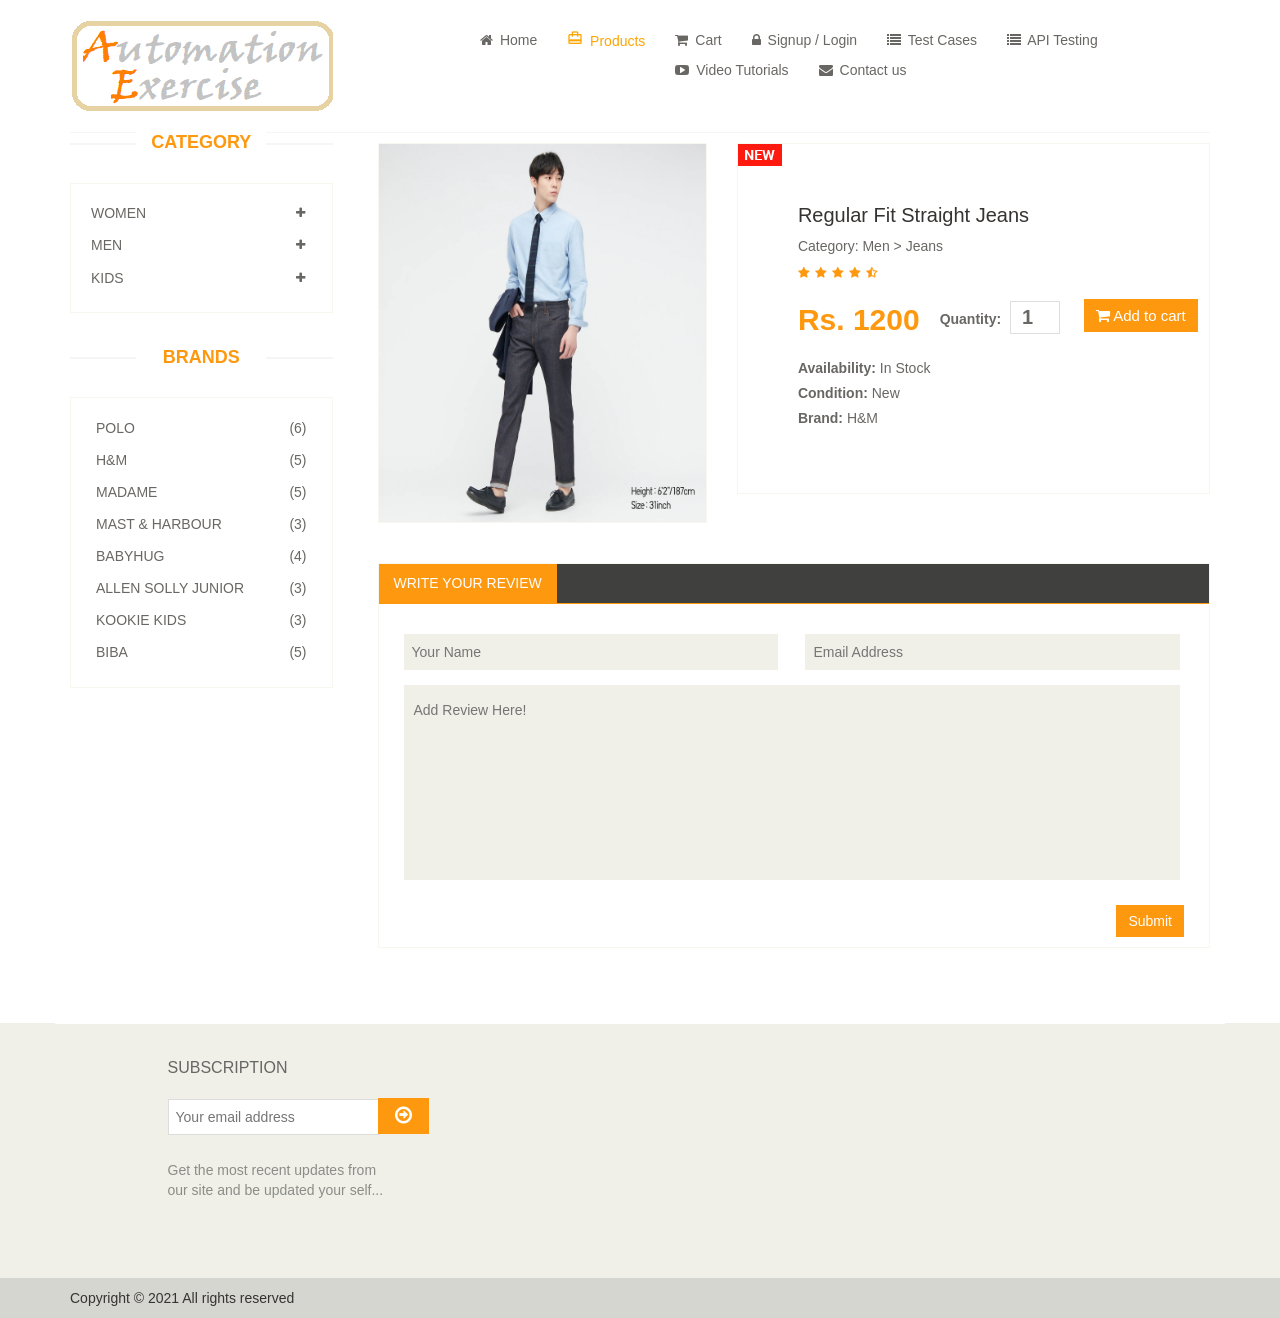 Automation
Exercise
Home
Products
Cart
Signup / Login
Test Cases
API Testing
Video Tutorials
Contact us
CATEGORY
WOMEN
MEN
KIDS
BRANDS
POLO (6)
H&M (5)
MADAME (5)
MAST & HARBOUR (3)
BABYHUG (4)
ALLEN SOLLY JUNIOR (3)
KOOKIE KIDS (3)
BIBA (5)
Height : 6'2"/187cm
Size : 31inch
NEW
Regular Fit Straight Jeans
Category: Men > Jeans
Rs. 1200 Quantity: 1 Add to cart
Availability: In Stock
Condition: New
Brand: H&M
WRITE YOUR REVIEW
Your Name
Email Address
Add Review Here!
Submit
SUBSCRIPTION
Your email address
Get the most recent updates from
our site and be updated your self...
Copyright © 2021 All rights reserved